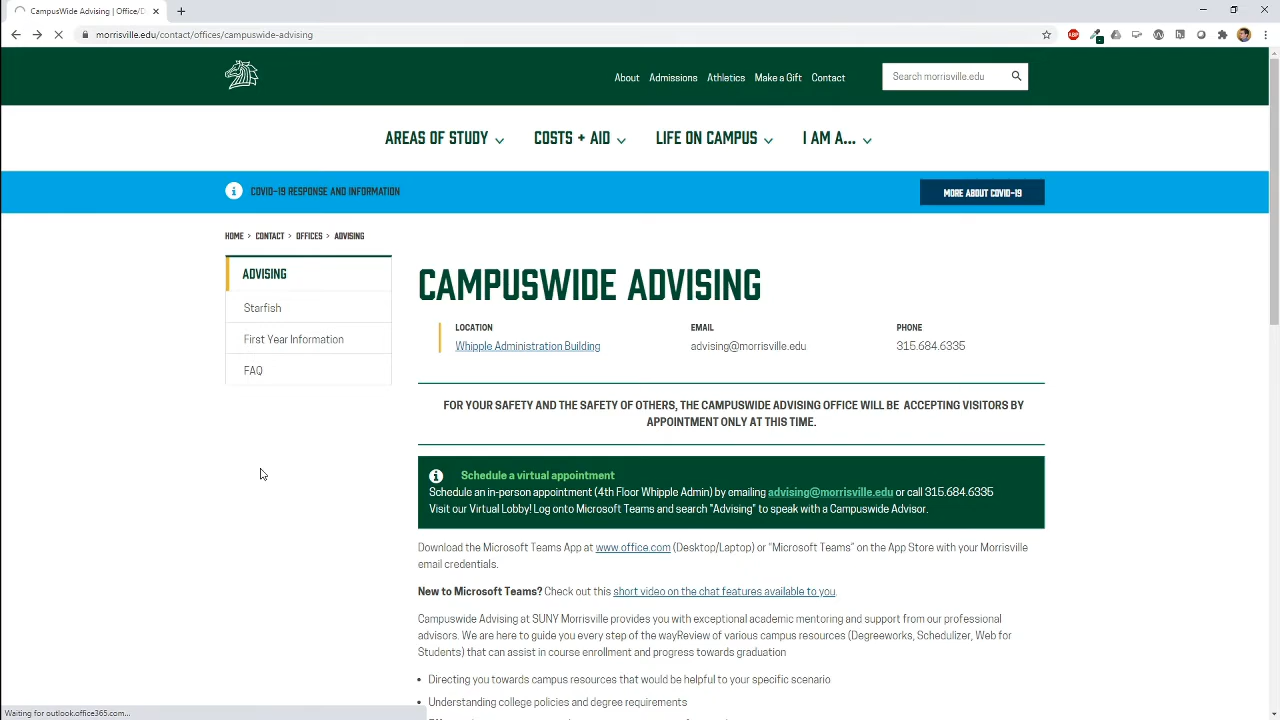 CampusWide Advising | Office/D
morrisville.edu/contact/offices/campuswide-advising
ABP
About Admissions Athletics Make a Gift Contact
Search morrisville.edu
AREAS OF STUDY COSTS + AID LIFE ON CAMPUS I AM A...
COVID-19 RESPONSE AND INFORMATION
MORE ABOUT COVID-19
HOME > CONTACT > OFFICES > ADVISING
ADVISING
Starfish
First Year Information
FAQ
CAMPUSWIDE ADVISING
LOCATION EMAIL PHONE
Whipple Administration Building advising@morrisville.edu 315.684.6335
FOR YOUR SAFETY AND THE SAFETY OF OTHERS, THE CAMPUSWIDE ADVISING OFFICE WILL BE ACCEPTING VISITORS BY
APPOINTMENT ONLY AT THIS TIME.
Schedule a virtual appointment
Schedule an in-person appointment (4th Floor Whipple Admin) by emailing advising@morrisville.edu or call 315.684.6335
Visit our Virtual Lobby! Log onto Microsoft Teams and search "Advising" to speak with a Campuswide Advisor.
Download the Microsoft Teams App at www.office.com (Desktop/Laptop) or "Microsoft Teams" on the App Store with your Morrisville
email credentials.
New to Microsoft Teams? Check out this short video on the chat features available to you.
Campuswide Advising at SUNY Morrisville provides you with exceptional academic mentoring and support from our professional
advisors. We are here to guide you every step of the wayReview of various campus resources (Degreeworks, Schedulizer, Web for
Students) that can assist in course enrollment and progress towards graduation
• Directing you towards campus resources that would be helpful to your specific scenario
• Understanding college policies and degree requirements
Waiting for outlook.office365.com...